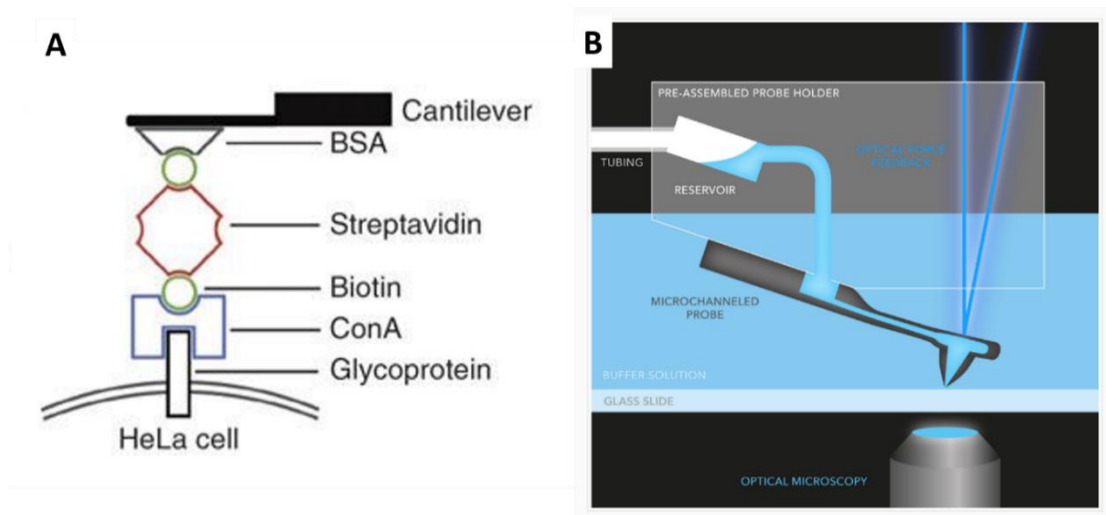 A
Cantilever
BSA
Streptavidin
Biotin
ConA
Glycoprotein
HeLa cell
B
PRE-ASSEMBLED PROBE HOLDER
OPTICAL FORCE
FEEDBACK
TUBING
RESERVOIR
MICROCHANNELED
PROBE
BUFFER SOLUTION
GLASS SLIDE
OPTICAL MICROSCOPY